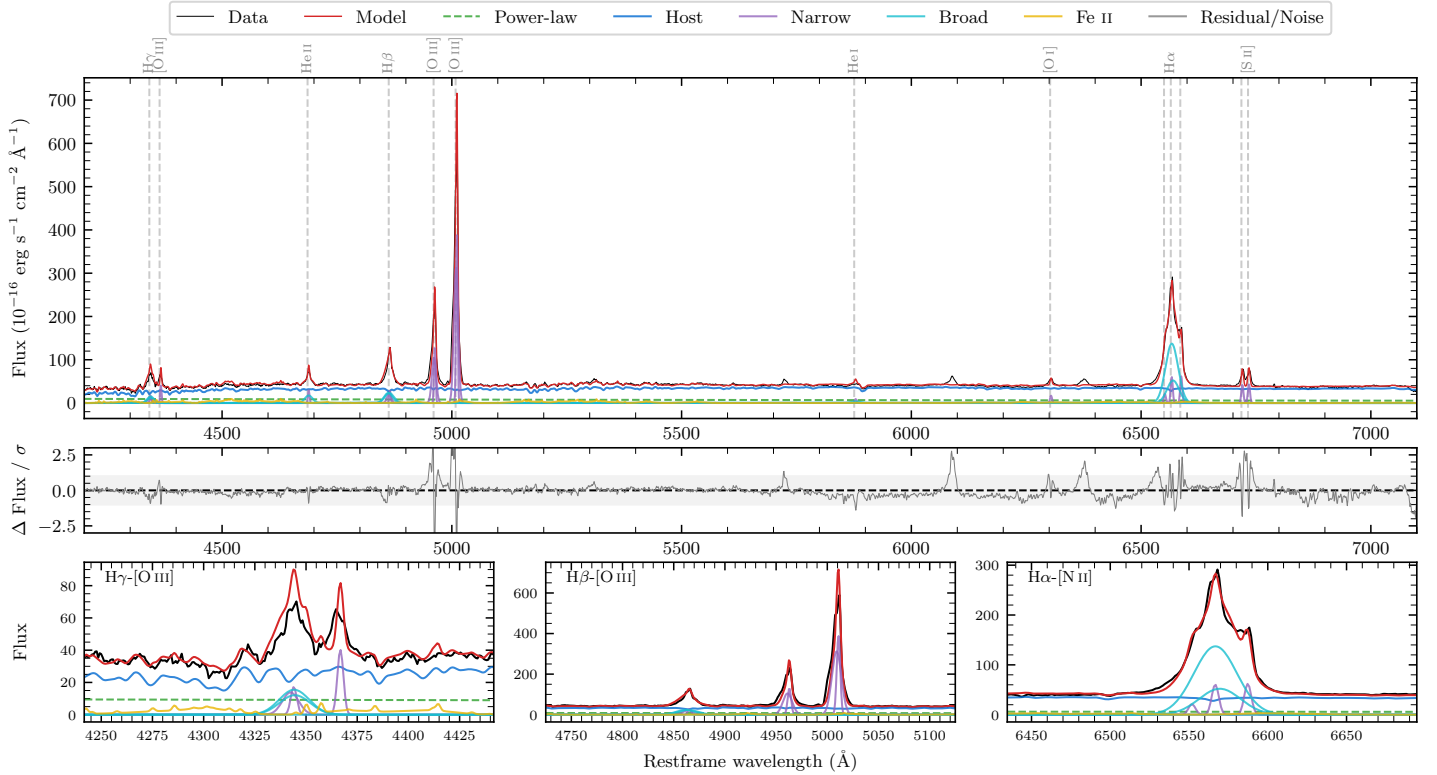 Data Model Power-law Host Narrow Broad Fe II Residual/Noise
Hγ [O III] He II Hβ [O III] [O III] He I [O I] Hα [S II]
Flux (10⁻¹⁶ erg s⁻¹ cm⁻² Å⁻¹)
700
600
500
400
300
200
100
0
4500 5000 5500 6000 6500 7000
Δ Flux / σ
2.5
0.0
−2.5
4500 5000 5500 6000 6500 7000
Flux
Hγ-[O III]
80
60
40
20
0
4250 4275 4300 4325 4350 4375 4400 4425
Hβ-[O III]
600
400
200
0
4750 4800 4850 4900 4950 5000 5050 5100
Hα-[N II]
300
200
100
0
6450 6500 6550 6600 6650
Restframe wavelength (Å)